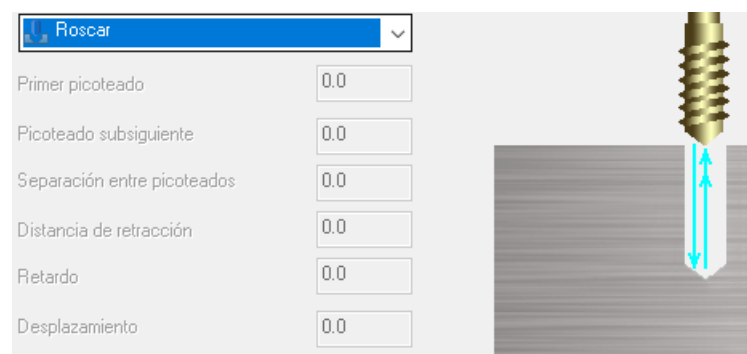 Roscar
Primer picoteado 0.0
Picoteado subsiguiente 0.0
Separación entre picoteados 0.0
Distancia de retracción 0.0
Retardo 0.0
Desplazamiento 0.0